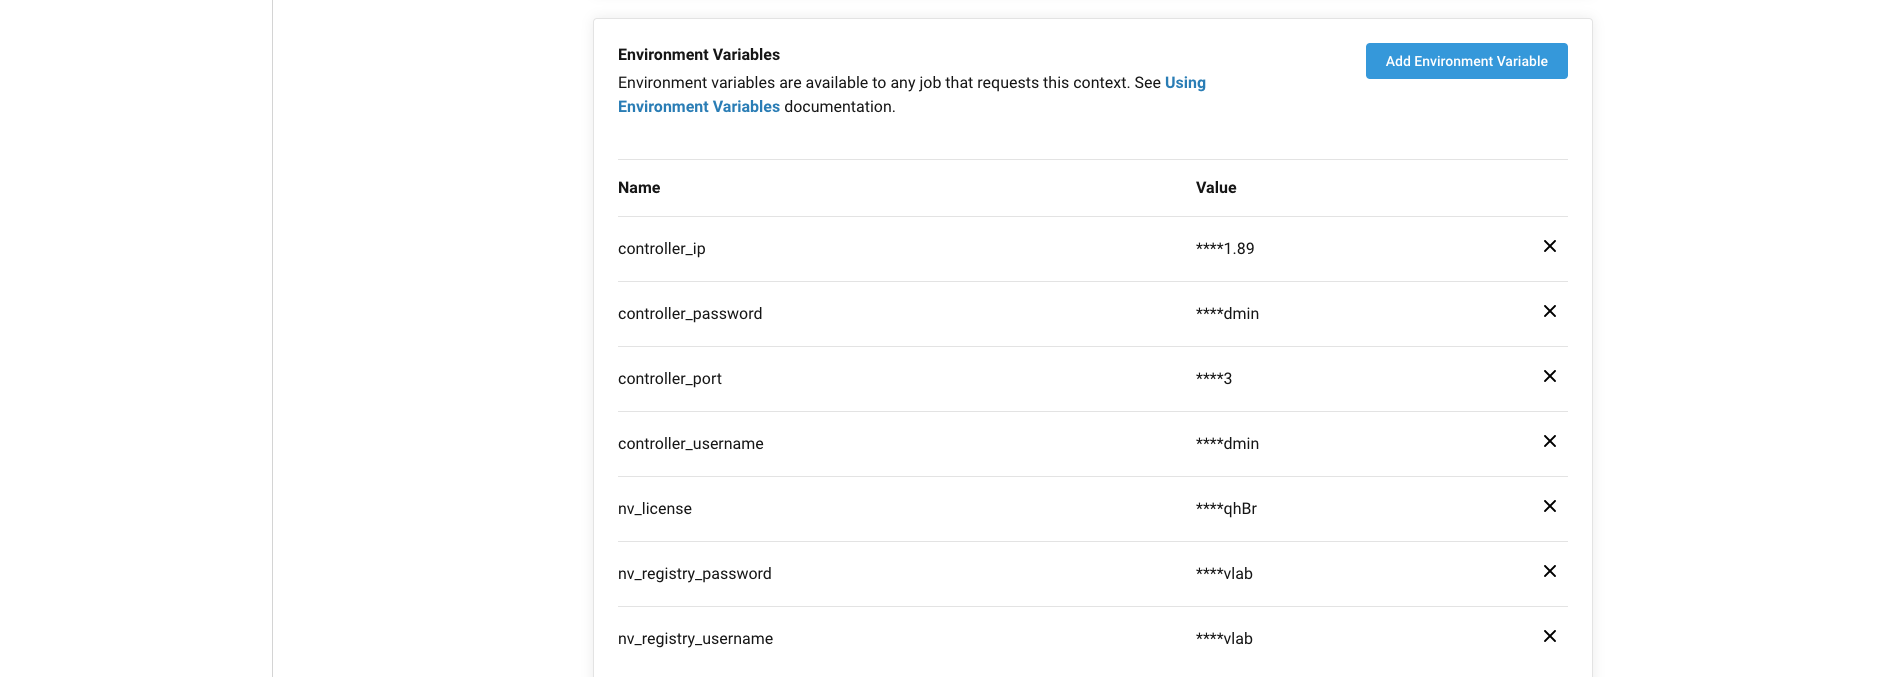 Environment Variables
Add Environment Variable
Environment variables are available to any job that requests this context. See Using
Environment Variables documentation.
Name Value
controller_ip ****1.89
controller_password ****dmin
controller_port ****3
controller_username ****dmin
nv_license ****qhBr
nv_registry_password ****vlab
nv_registry_username ****vlab